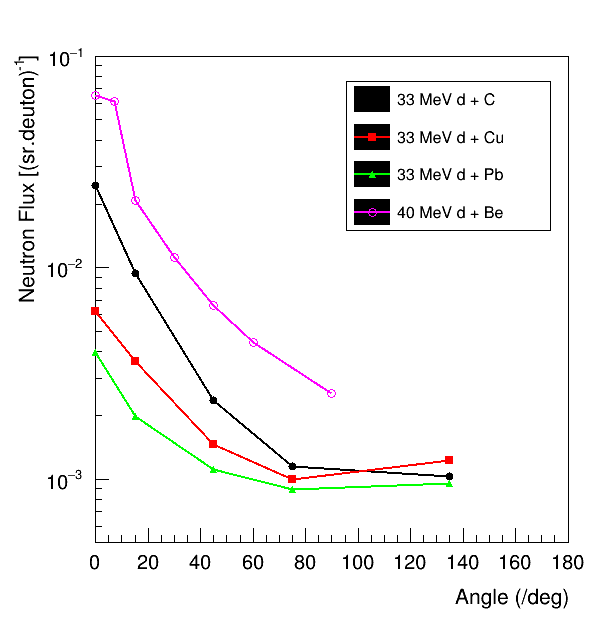 10⁻¹
10⁻²
10⁻³
Neutron Flux [(sr.deuton)⁻¹]
33 MeV d + C
33 MeV d + Cu
33 MeV d + Pb
40 MeV d + Be
0 20 40 60 80 100 120 140 160 180
Angle (/deg)